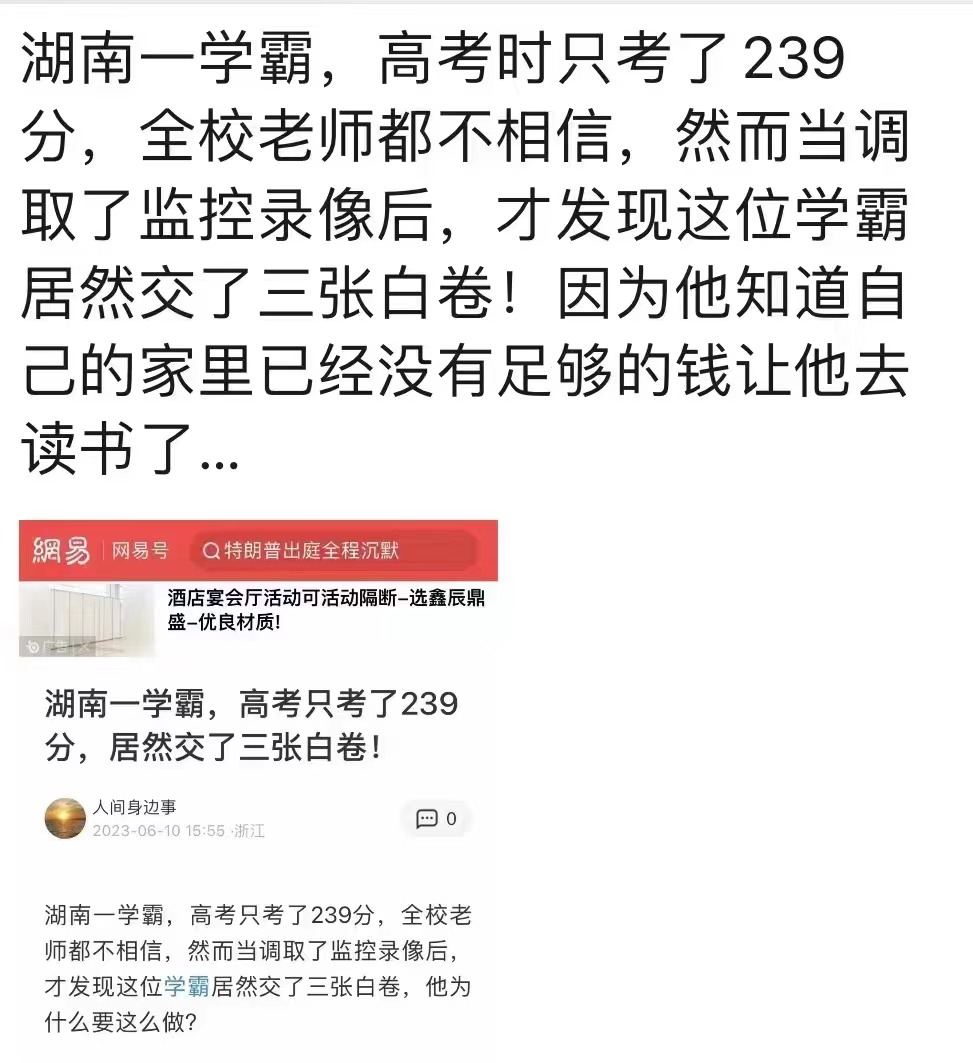 湖南一学霸，高考时只考了239
分，全校老师都不相信，然而当调
取了监控录像后，才发现这位学霸
居然交了三张白卷！因为他知道自
己的家里已经没有足够的钱让他去
读书了...
網易 网易号 特朗普出庭全程沉默
酒店宴会厅活动可活动隔断–选鑫辰鼎
盛–优良材质!
广告
湖南一学霸，高考只考了239
分，居然交了三张白卷！
人间身边事
2023-06-10 15:55 ·浙江
0
湖南一学霸，高考只考了239分，全校老
师都不相信，然而当调取了监控录像后，
才发现这位学霸居然交了三张白卷，他为
什么要这么做？